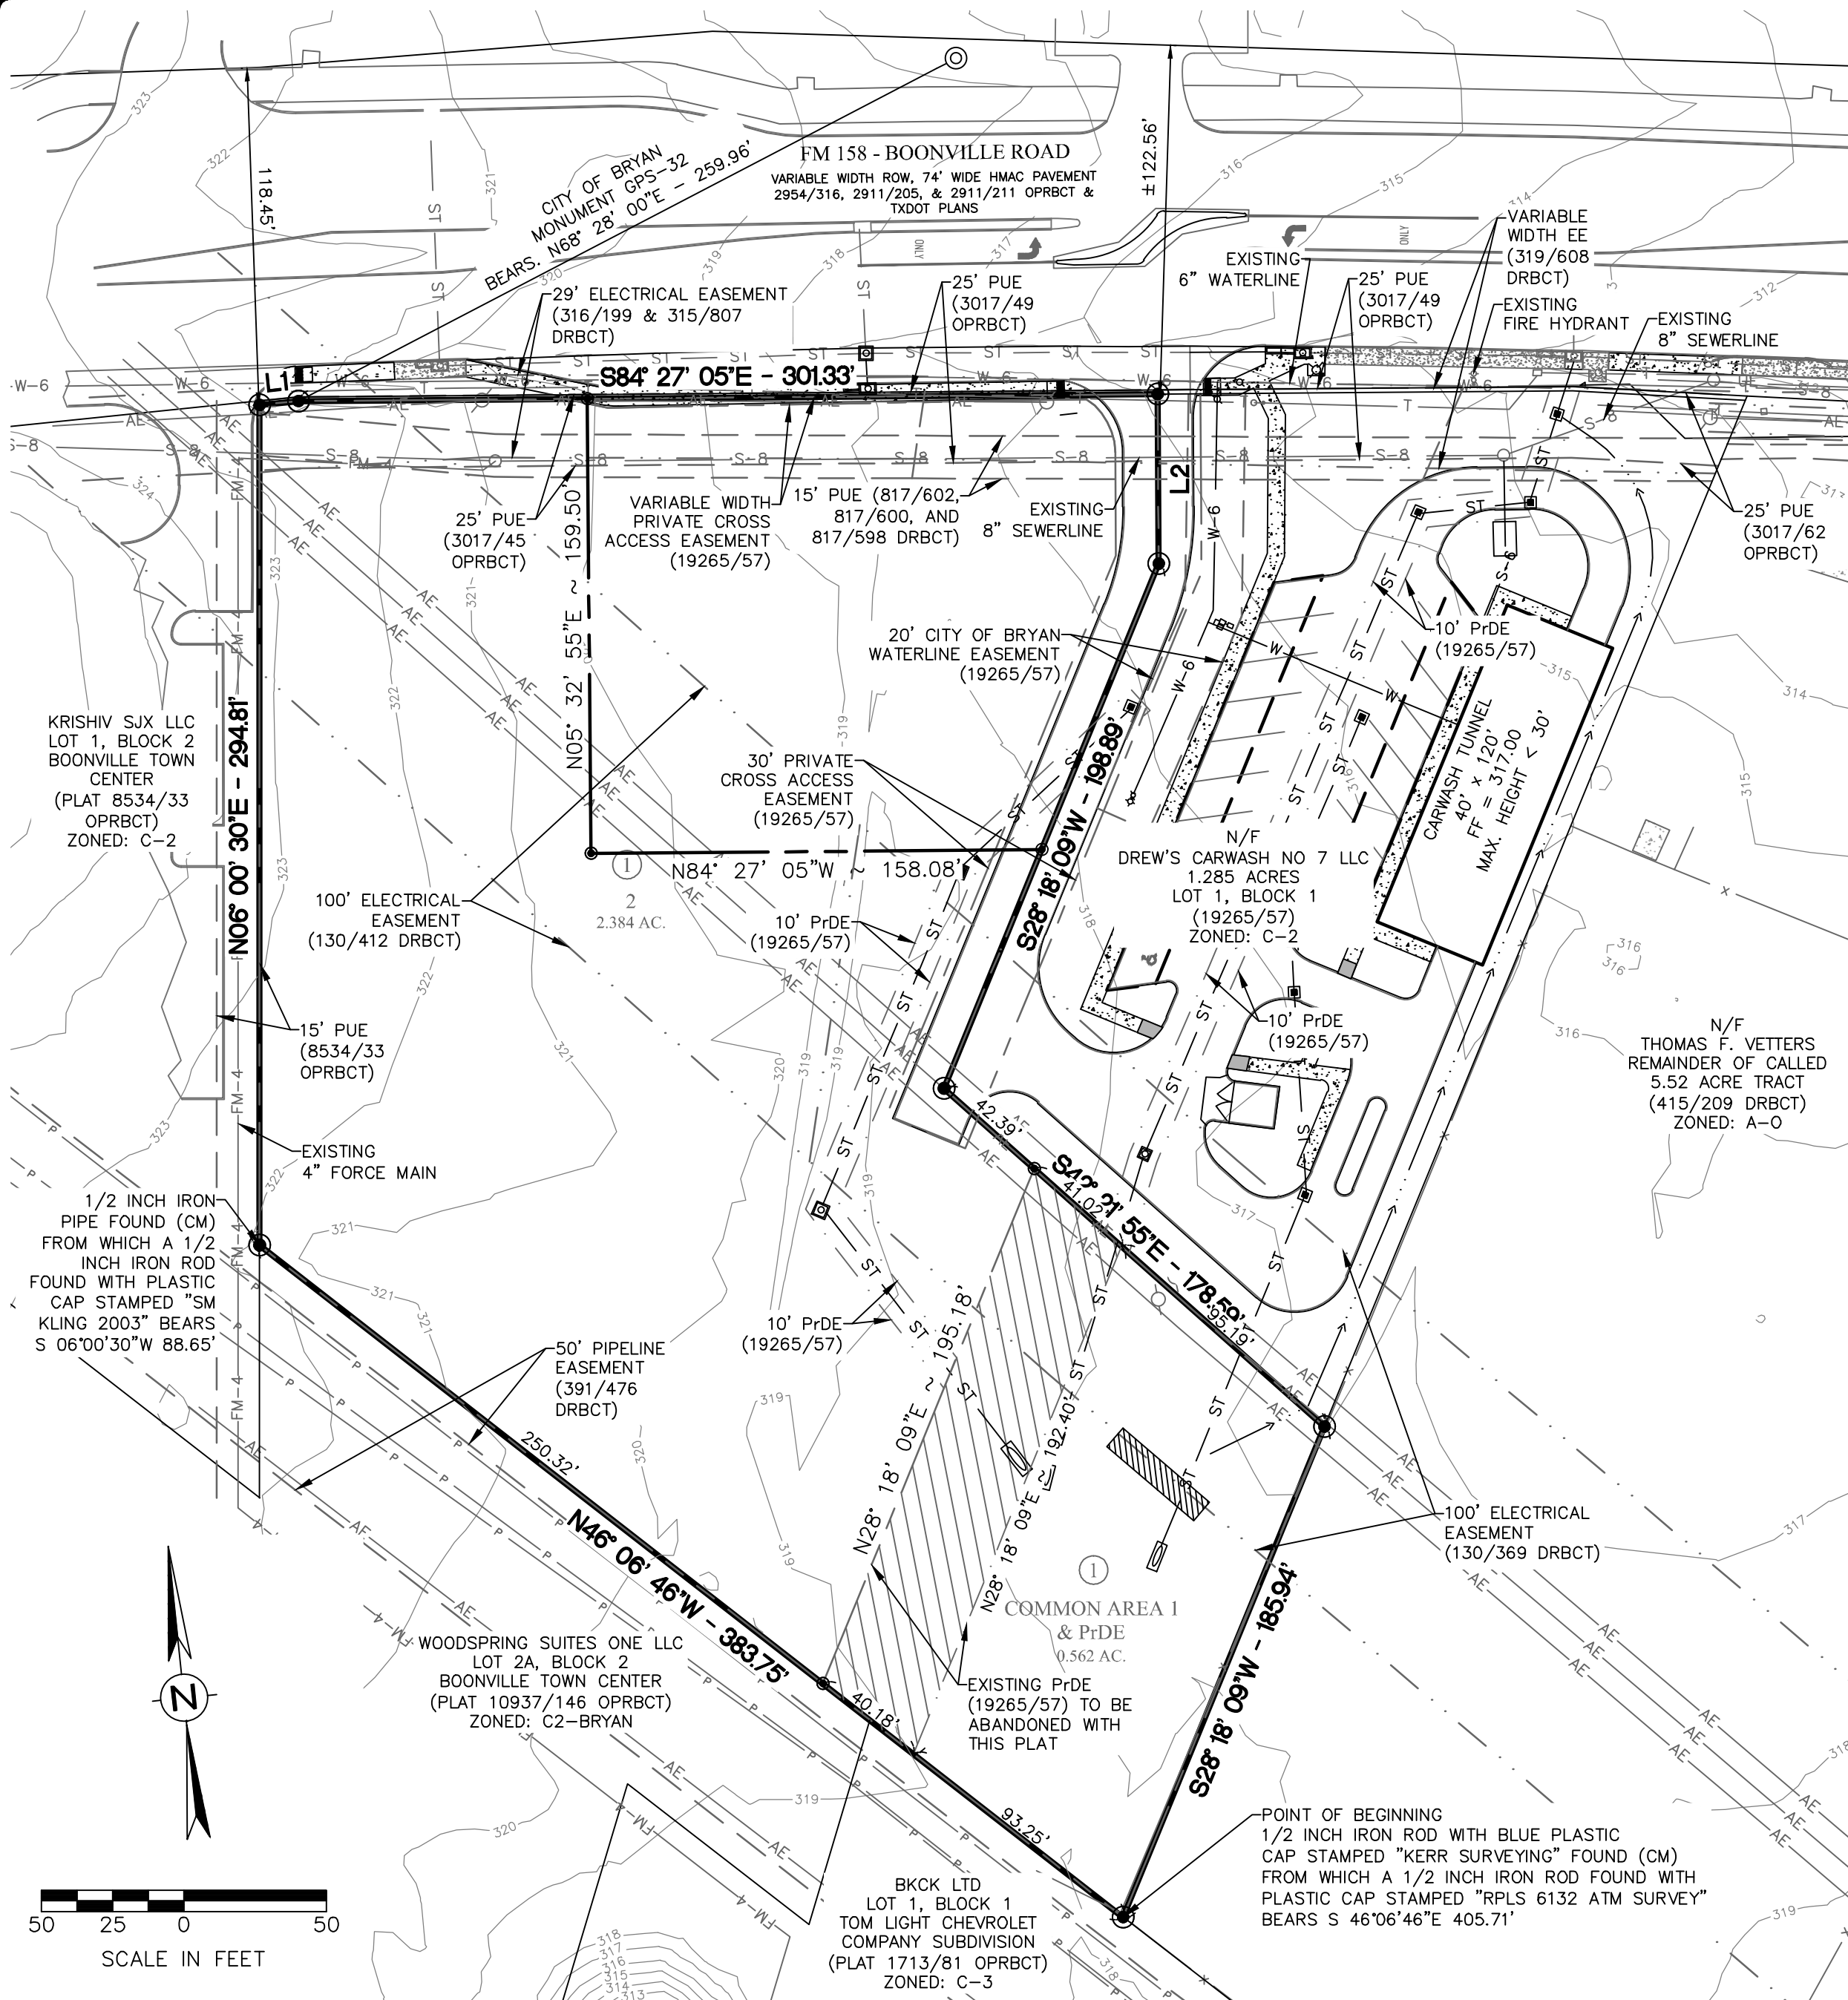 118.45'
±122.56'
CITY OF BRYAN
MONUMENT GPS-32
BEARS. N68° 28' 00"E - 259.96'
FM 158 - BOONVILLE ROAD
VARIABLE WIDTH ROW, 74' WIDE HMAC PAVEMENT
2954/316, 2911/205, & 2911/211 OPRBCT &
TXDOT PLANS
ONLY
ONLY
VARIABLE
WIDTH EE
(319/608
DRBCT)
EXISTING
6" WATERLINE
25' PUE
(3017/49
OPRBCT)
EXISTING
FIRE HYDRANT
EXISTING
8" SEWERLINE
29' ELECTRICAL EASEMENT
(316/199 & 315/807
DRBCT)
25' PUE
(3017/49
OPRBCT)
L1
S84° 27' 05"E - 301.33'
L2
25' PUE
(3017/45
OPRBCT)
VARIABLE WIDTH
PRIVATE CROSS
ACCESS EASEMENT
(19265/57)
15' PUE (817/602,
817/600, AND
817/598 DRBCT)
EXISTING
8" SEWERLINE
25' PUE
(3017/62
OPRBCT)
N05° 32' 55"E ~ 159.50'
20' CITY OF BRYAN
WATERLINE EASEMENT
(19265/57)
10' PrDE
(19265/57)
KRISHIV SJX LLC
LOT 1, BLOCK 2
BOONVILLE TOWN
CENTER
(PLAT 8534/33
OPRBCT)
ZONED: C-2
N06° 00' 30"E - 294.81'
30' PRIVATE
CROSS ACCESS
EASEMENT
(19265/57)
S28° 18' 09"W - 198.89'
CARWASH TUNNEL
40' x 120'
FF = 317.00
MAX. HEIGHT < 30'
N/F
DREW'S CARWASH NO 7 LLC
1.285 ACRES
LOT 1, BLOCK 1
(19265/57)
ZONED: C-2
N84° 27' 05"W ~ 158.08'
1
2
2.384 AC.
100' ELECTRICAL
EASEMENT
(130/412 DRBCT)
10' PrDE
(19265/57)
10' PrDE
(19265/57)
15' PUE
(8534/33
OPRBCT)
N/F
THOMAS F. VETTERS
REMAINDER OF CALLED
5.52 ACRE TRACT
(415/209 DRBCT)
ZONED: A-O
EXISTING
4" FORCE MAIN
42.39'
S42° 21' 55"E - 178.59'
41.02'
95.19'
1/2 INCH IRON
PIPE FOUND (CM)
FROM WHICH A 1/2
INCH IRON ROD
FOUND WITH PLASTIC
CAP STAMPED "SM
KLING 2003" BEARS
S 06°00'30"W 88.65'
10' PrDE
(19265/57)
50' PIPELINE
EASEMENT
(391/476
DRBCT)
N28° 18' 09"E ~ 195.18'
N28° 18' 09"E ~ 192.40'
250.32'
N46° 06' 46"W - 383.75'
40.18'
93.25'
100' ELECTRICAL
EASEMENT
(130/369 DRBCT)
1
COMMON AREA 1
& PrDE
0.562 AC.
S28° 18' 09"W - 185.94'
WOODSPRING SUITES ONE LLC
LOT 2A, BLOCK 2
BOONVILLE TOWN CENTER
(PLAT 10937/146 OPRBCT)
ZONED: C2-BRYAN
EXISTING PrDE
(19265/57) TO BE
ABANDONED WITH
THIS PLAT
N
POINT OF BEGINNING
1/2 INCH IRON ROD WITH BLUE PLASTIC
CAP STAMPED "KERR SURVEYING" FOUND (CM)
FROM WHICH A 1/2 INCH IRON ROD FOUND WITH
PLASTIC CAP STAMPED "RPLS 6132 ATM SURVEY"
BEARS S 46°06'46"E 405.71'
BKCK LTD
LOT 1, BLOCK 1
TOM LIGHT CHEVROLET
COMPANY SUBDIVISION
(PLAT 1713/81 OPRBCT)
ZONED: C-3
50 25 0 50
SCALE IN FEET